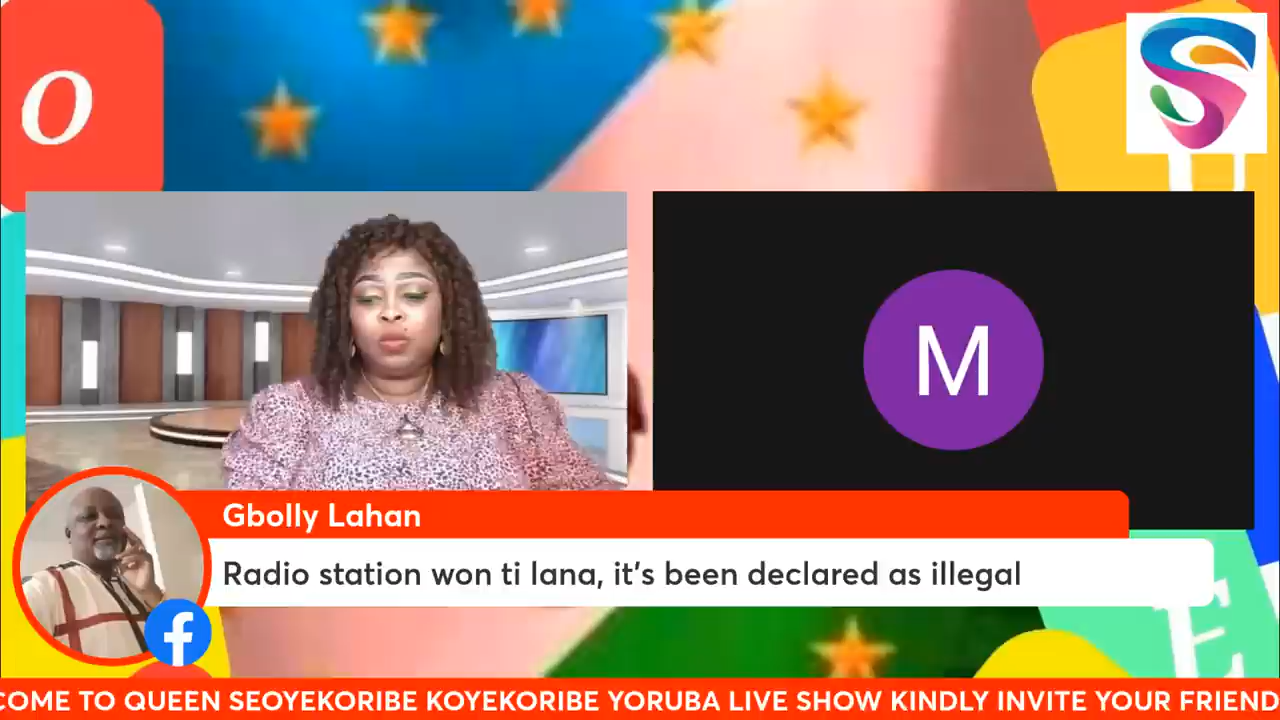 O
S
U
M
Gbolly Lahan
Radio station won ti lana, it's been declared as illegal
E
COME TO QUEEN SEOYEKORIBE KOYEKORIBE YORUBA LIVE SHOW KINDLY INVITE YOUR FRIEND